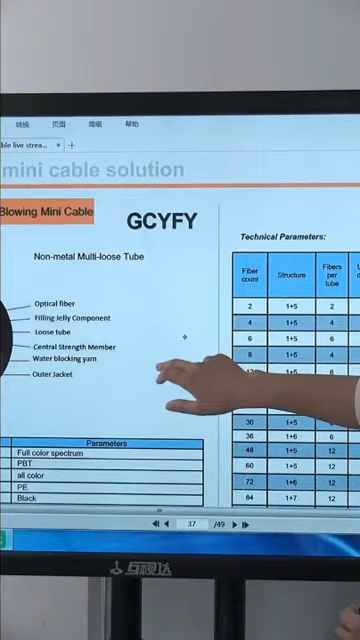 转换 页面 高级 帮助
ble live strea...
mini cable solution
Blowing Mini Cable
GCYFY
Non-metal Multi-loose Tube
Optical fiber
Filling Jelly Component
Loose tube
Central Strength Member
Water blocking yarn
Outer Jacket
Parameters
Full color spectrum
PBT
all color
PE
Black
Technical Parameters:
Fiber count Structure Fibers per tube
2 1+5 2
4 1+5 4
6 1+5 6
8 1+5 4
30 1+5
36 1+6 6
48 1+5 12
60 1+5 12
72 1+6 12
84 1+7 12
37 /49
互视达